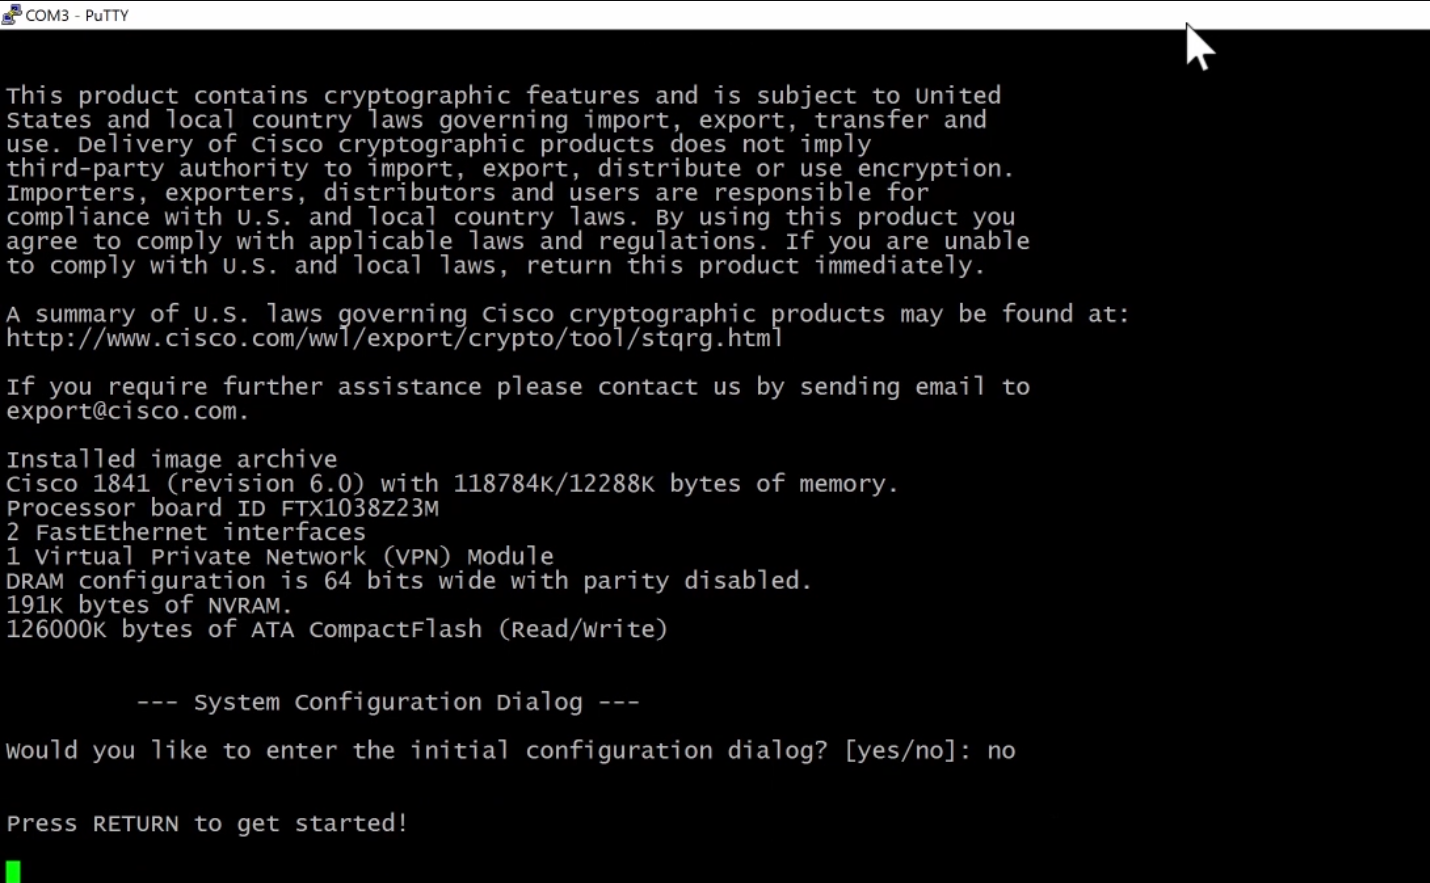 COM3 - PuTTY
This product contains cryptographic features and is subject to United
States and local country laws governing import, export, transfer and
use. Delivery of Cisco cryptographic products does not imply
third-party authority to import, export, distribute or use encryption.
Importers, exporters, distributors and users are responsible for
compliance with U.S. and local country laws. By using this product you
agree to comply with applicable laws and regulations. If you are unable
to comply with U.S. and local laws, return this product immediately.
A summary of U.S. laws governing Cisco cryptographic products may be found at:
http://www.cisco.com/wwl/export/crypto/tool/stqrg.html
If you require further assistance please contact us by sending email to
export@cisco.com.
Installed image archive
Cisco 1841 (revision 6.0) with 118784K/12288K bytes of memory.
Processor board ID FTX1038Z23M
2 FastEthernet interfaces
1 Virtual Private Network (VPN) Module
DRAM configuration is 64 bits wide with parity disabled.
191K bytes of NVRAM.
126000K bytes of ATA CompactFlash (Read/Write)
--- System Configuration Dialog ---
Would you like to enter the initial configuration dialog? [yes/no]: no
Press RETURN to get started!